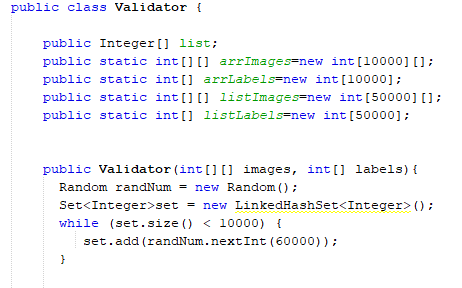 public class Validator {
public Integer[] list;
public static int[][] arrImages=new int[10000][];
public static int[] arrLabels=new int[10000];
public static int[][] listImages=new int[50000][];
public static int[] listLabels=new int[50000];
public Validator(int[][] images, int[] labels){
Random randNum = new Random();
Set<Integer>set = new LinkedHashSet<Integer>();
while (set.size() < 10000) {
set.add(randNum.nextInt(60000));
}